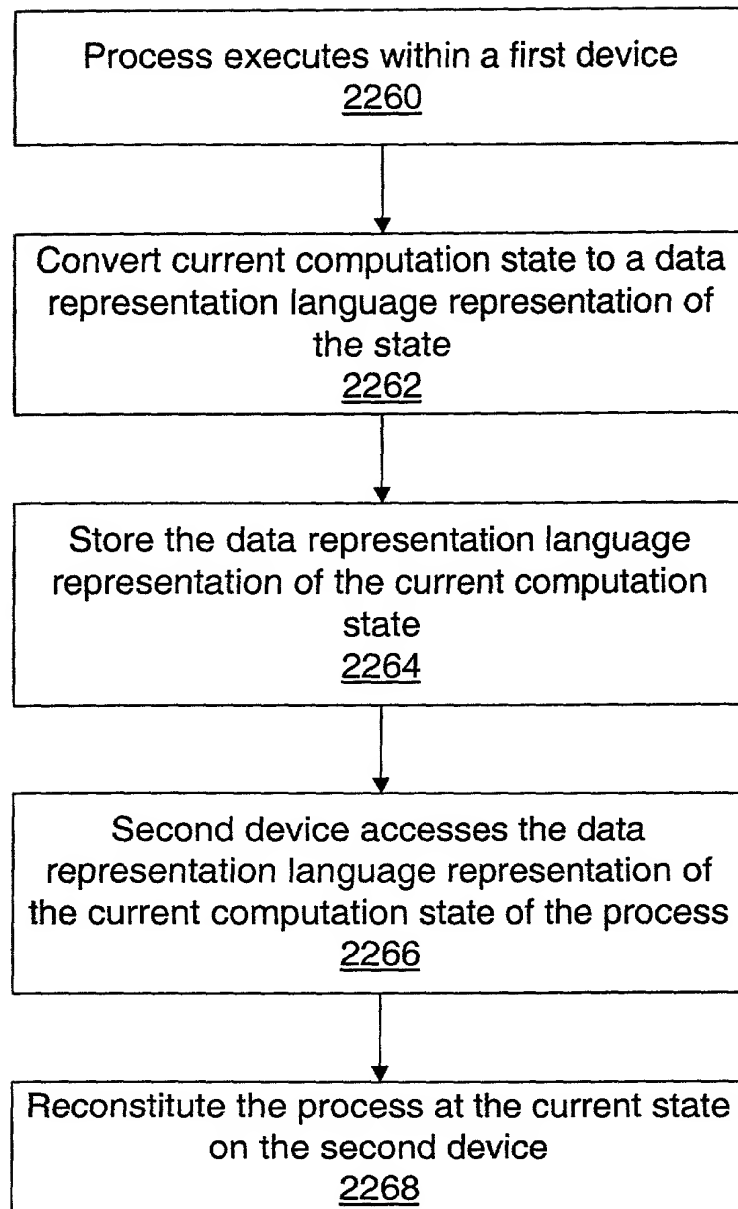 Process executes within a first device
2260
Convert current computation state to a data
representation language representation of
the state
2262
Store the data representation language
representation of the current computation
state
2264
Second device accesses the data
representation language representation of
the current computation state of the process
2266
Reconstitute the process at the current state
on the second device
2268